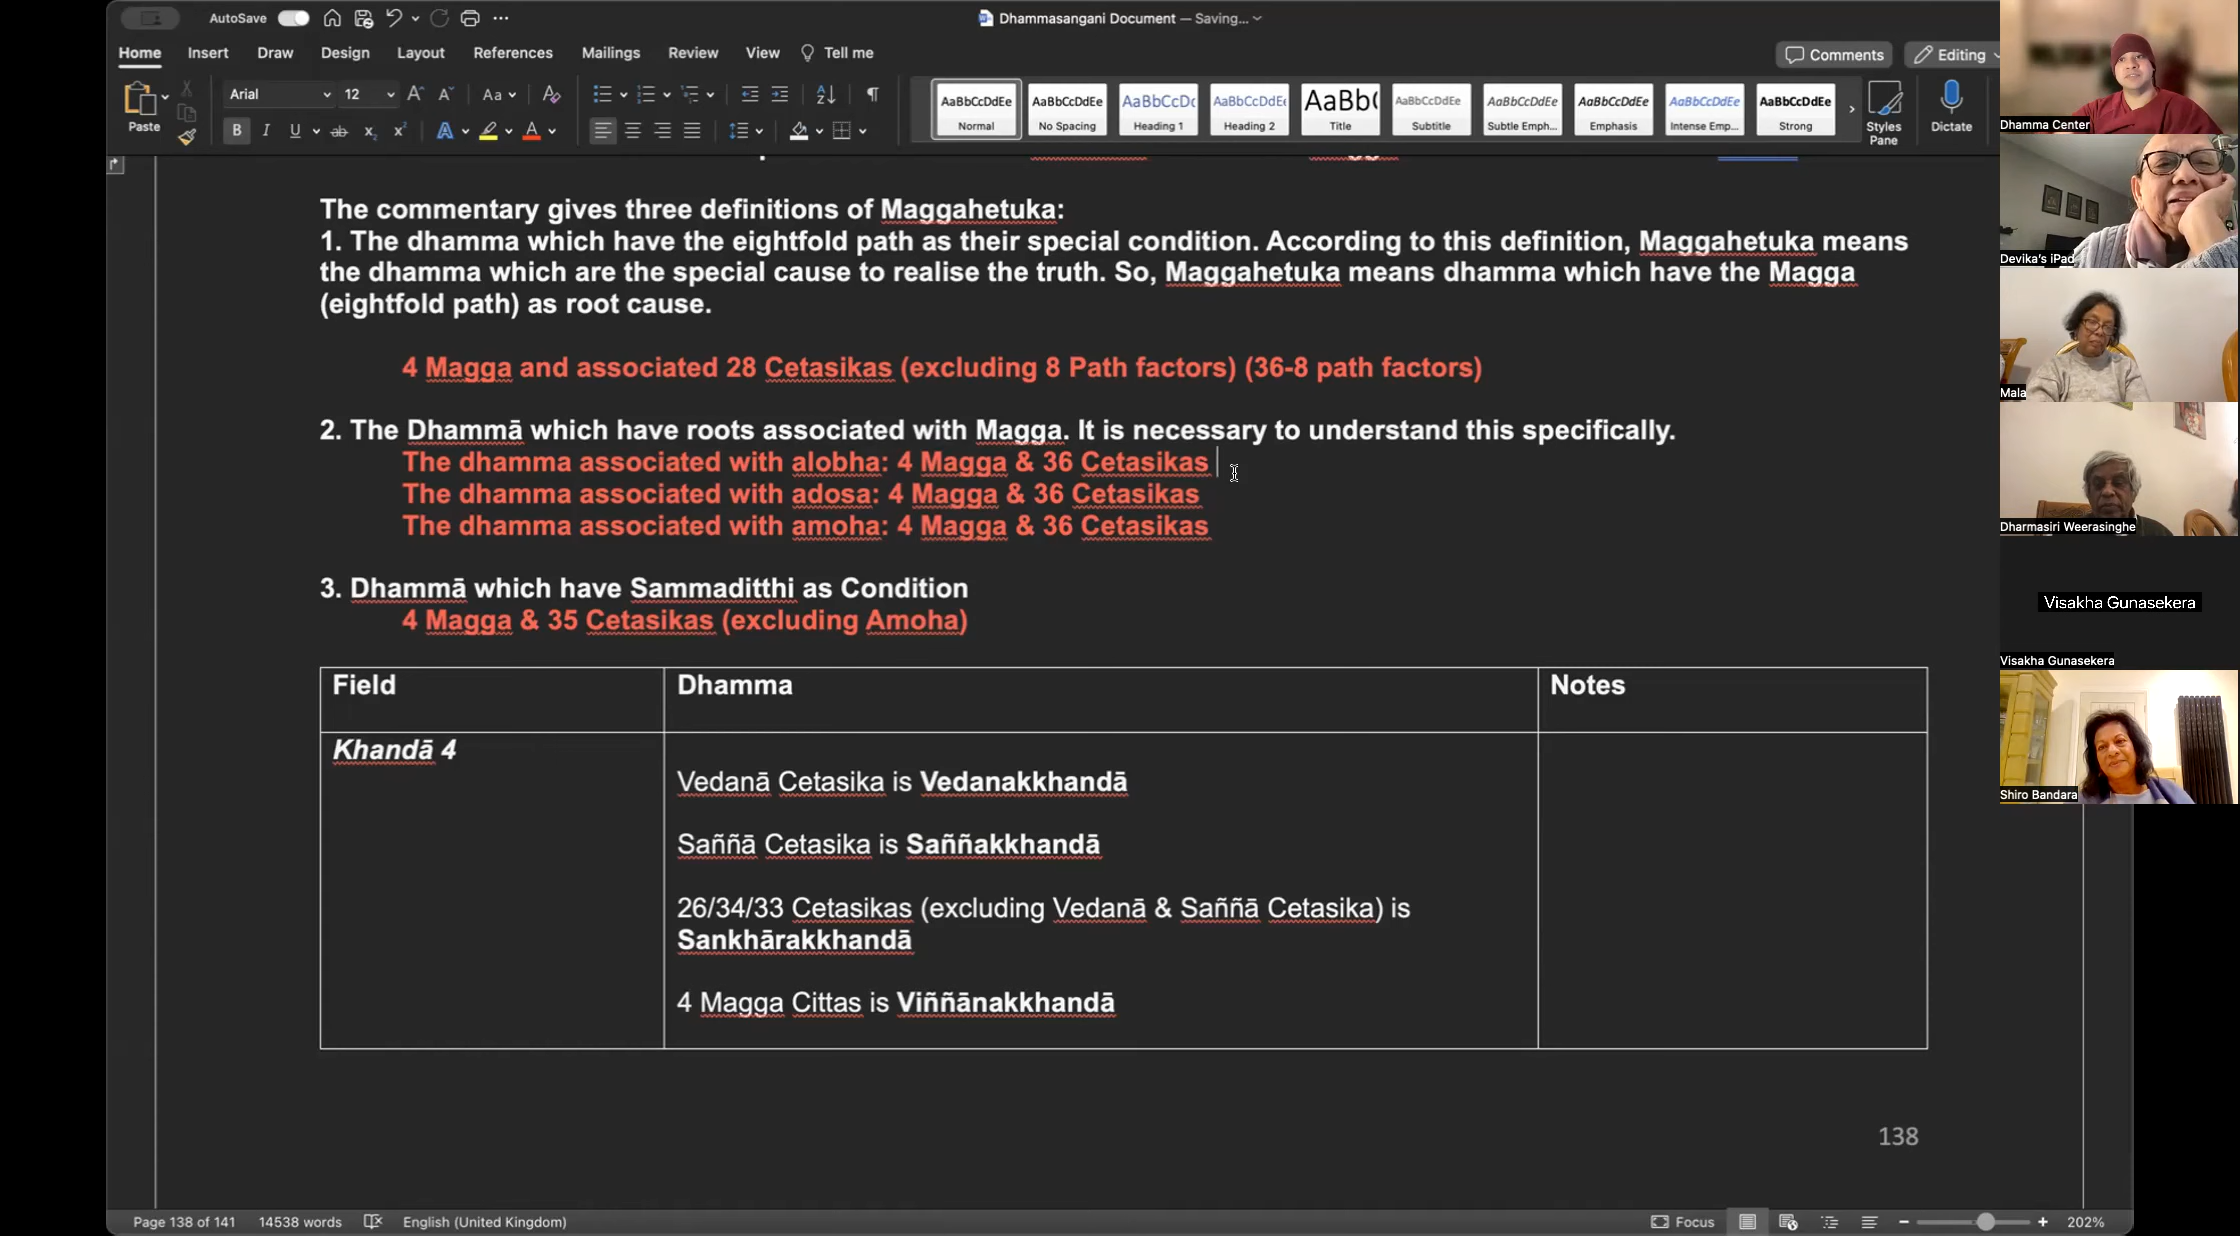 AutoSave
Dhammasangani Document — Saving...
Home Insert Draw Design Layout References Mailings Review View Tell me
Comments Editing
Paste
Arial 12
Aa
AaBbCcDdEe AaBbCcDdEe AaBbCcDc AaBbCcDdEe AaBb( AaBbCcDdEe AaBbCcDdEe AaBbCcDdEe AaBbCcDdEe AaBbCcDdEe
Normal No Spacing Heading 1 Heading 2 Title Subtitle Subtle Emph... Emphasis Intense Emp... Strong
Styles Pane
Dictate
The commentary gives three definitions of Maggahetuka:
1. The dhamma which have the eightfold path as their special condition. According to this definition, Maggahetuka means
the dhamma which are the special cause to realise the truth. So, Maggahetuka means dhamma which have the Magga
(eightfold path) as root cause.
4 Magga and associated 28 Cetasikas (excluding 8 Path factors) (36-8 path factors)
2. The Dhammā which have roots associated with Magga. It is necessary to understand this specifically.
The dhamma associated with alobha: 4 Magga & 36 Cetasikas
The dhamma associated with adosa: 4 Magga & 36 Cetasikas
The dhamma associated with amoha: 4 Magga & 36 Cetasikas
3. Dhammā which have Sammaditthi as Condition
4 Magga & 35 Cetasikas (excluding Amoha)
Field Dhamma Notes
Khandā 4
Vedanā Cetasika is Vedanakkhandā
Saññā Cetasika is Saññakkhandā
26/34/33 Cetasikas (excluding Vedanā & Saññā Cetasika) is
Sankhārakkhandā
4 Magga Cittas is Viññānakkhandā
138
Page 138 of 141 14538 words English (United Kingdom)
Focus
202%
Dhamma Center
Devika's iPad
Mala
Dharmasiri Weerasinghe
Visakha Gunasekera
Visakha Gunasekera
Shiro Bandara